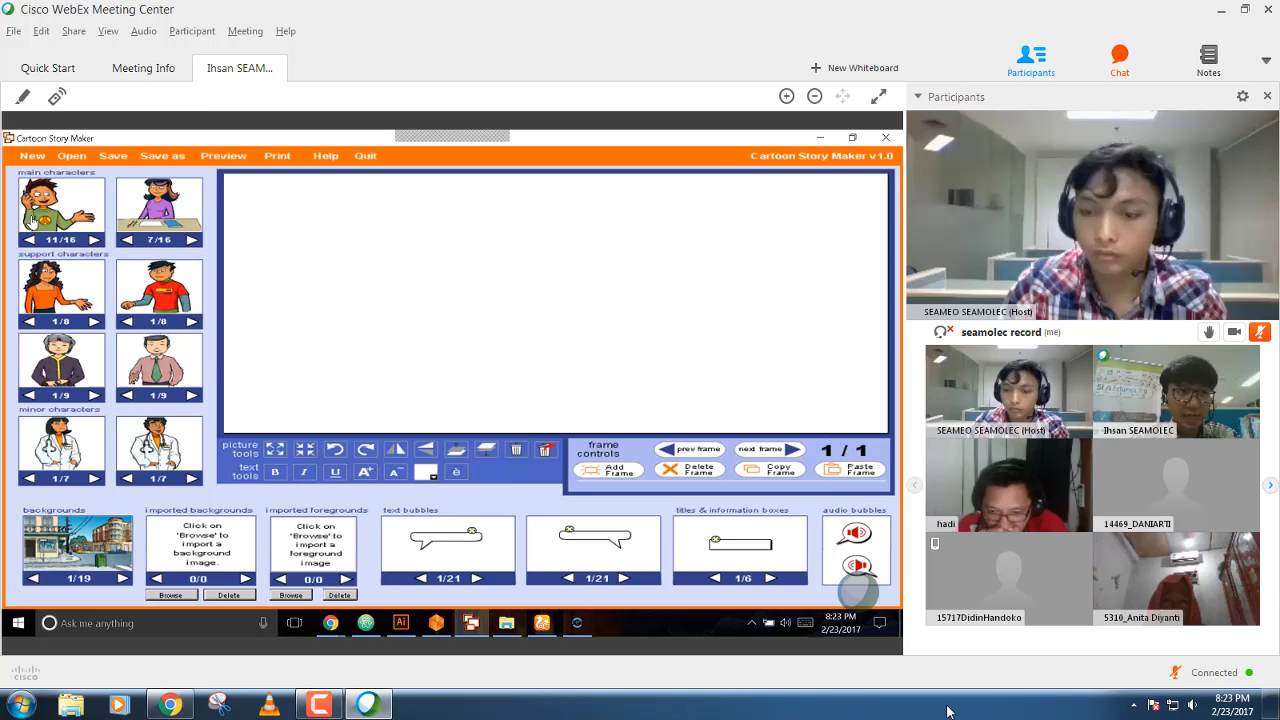 Cisco WebEx Meeting Center
File Edit Share View Audio Participant Meeting Help
Quick Start Meeting Info Ihsan SEAM...
New Whiteboard
Participants Chat Notes
Participants
Cartoon Story Maker
New Open Save Save as Preview Print Help Quit
Cartoon Story Maker v1.0
main characters
11/16 7/16
support characters
1/8 1/8
1/9 1/9
minor characters
1/7 1/7
picture tools
text tools
B I U A+ A− è
frame controls
prev frame next frame 1 / 1
Add Frame Delete Frame Copy Frame Paste Frame
backgrounds
1/19
imported backgrounds
Click on
'Browse' to
import a
background
image.
0/0
Browse Delete
imported foregrounds
Click on
'Browse' to
import a
foreground
image
0/0
Browse Delete
text bubbles
1/21 1/21
titles & information boxes
1/6
audio bubbles
Ask me anything
8:23 PM
2/23/2017
SEAMEO SEAMOLEC (Host)
seamolec record (me)
SEAMEO SEAMOLEC (Host) Ihsan SEAMOLEC
hadi 14469_DANIARTI
15717DidinHandoko 5310_Anita Diyanti
cisco
Connected
8:23 PM
2/23/2017